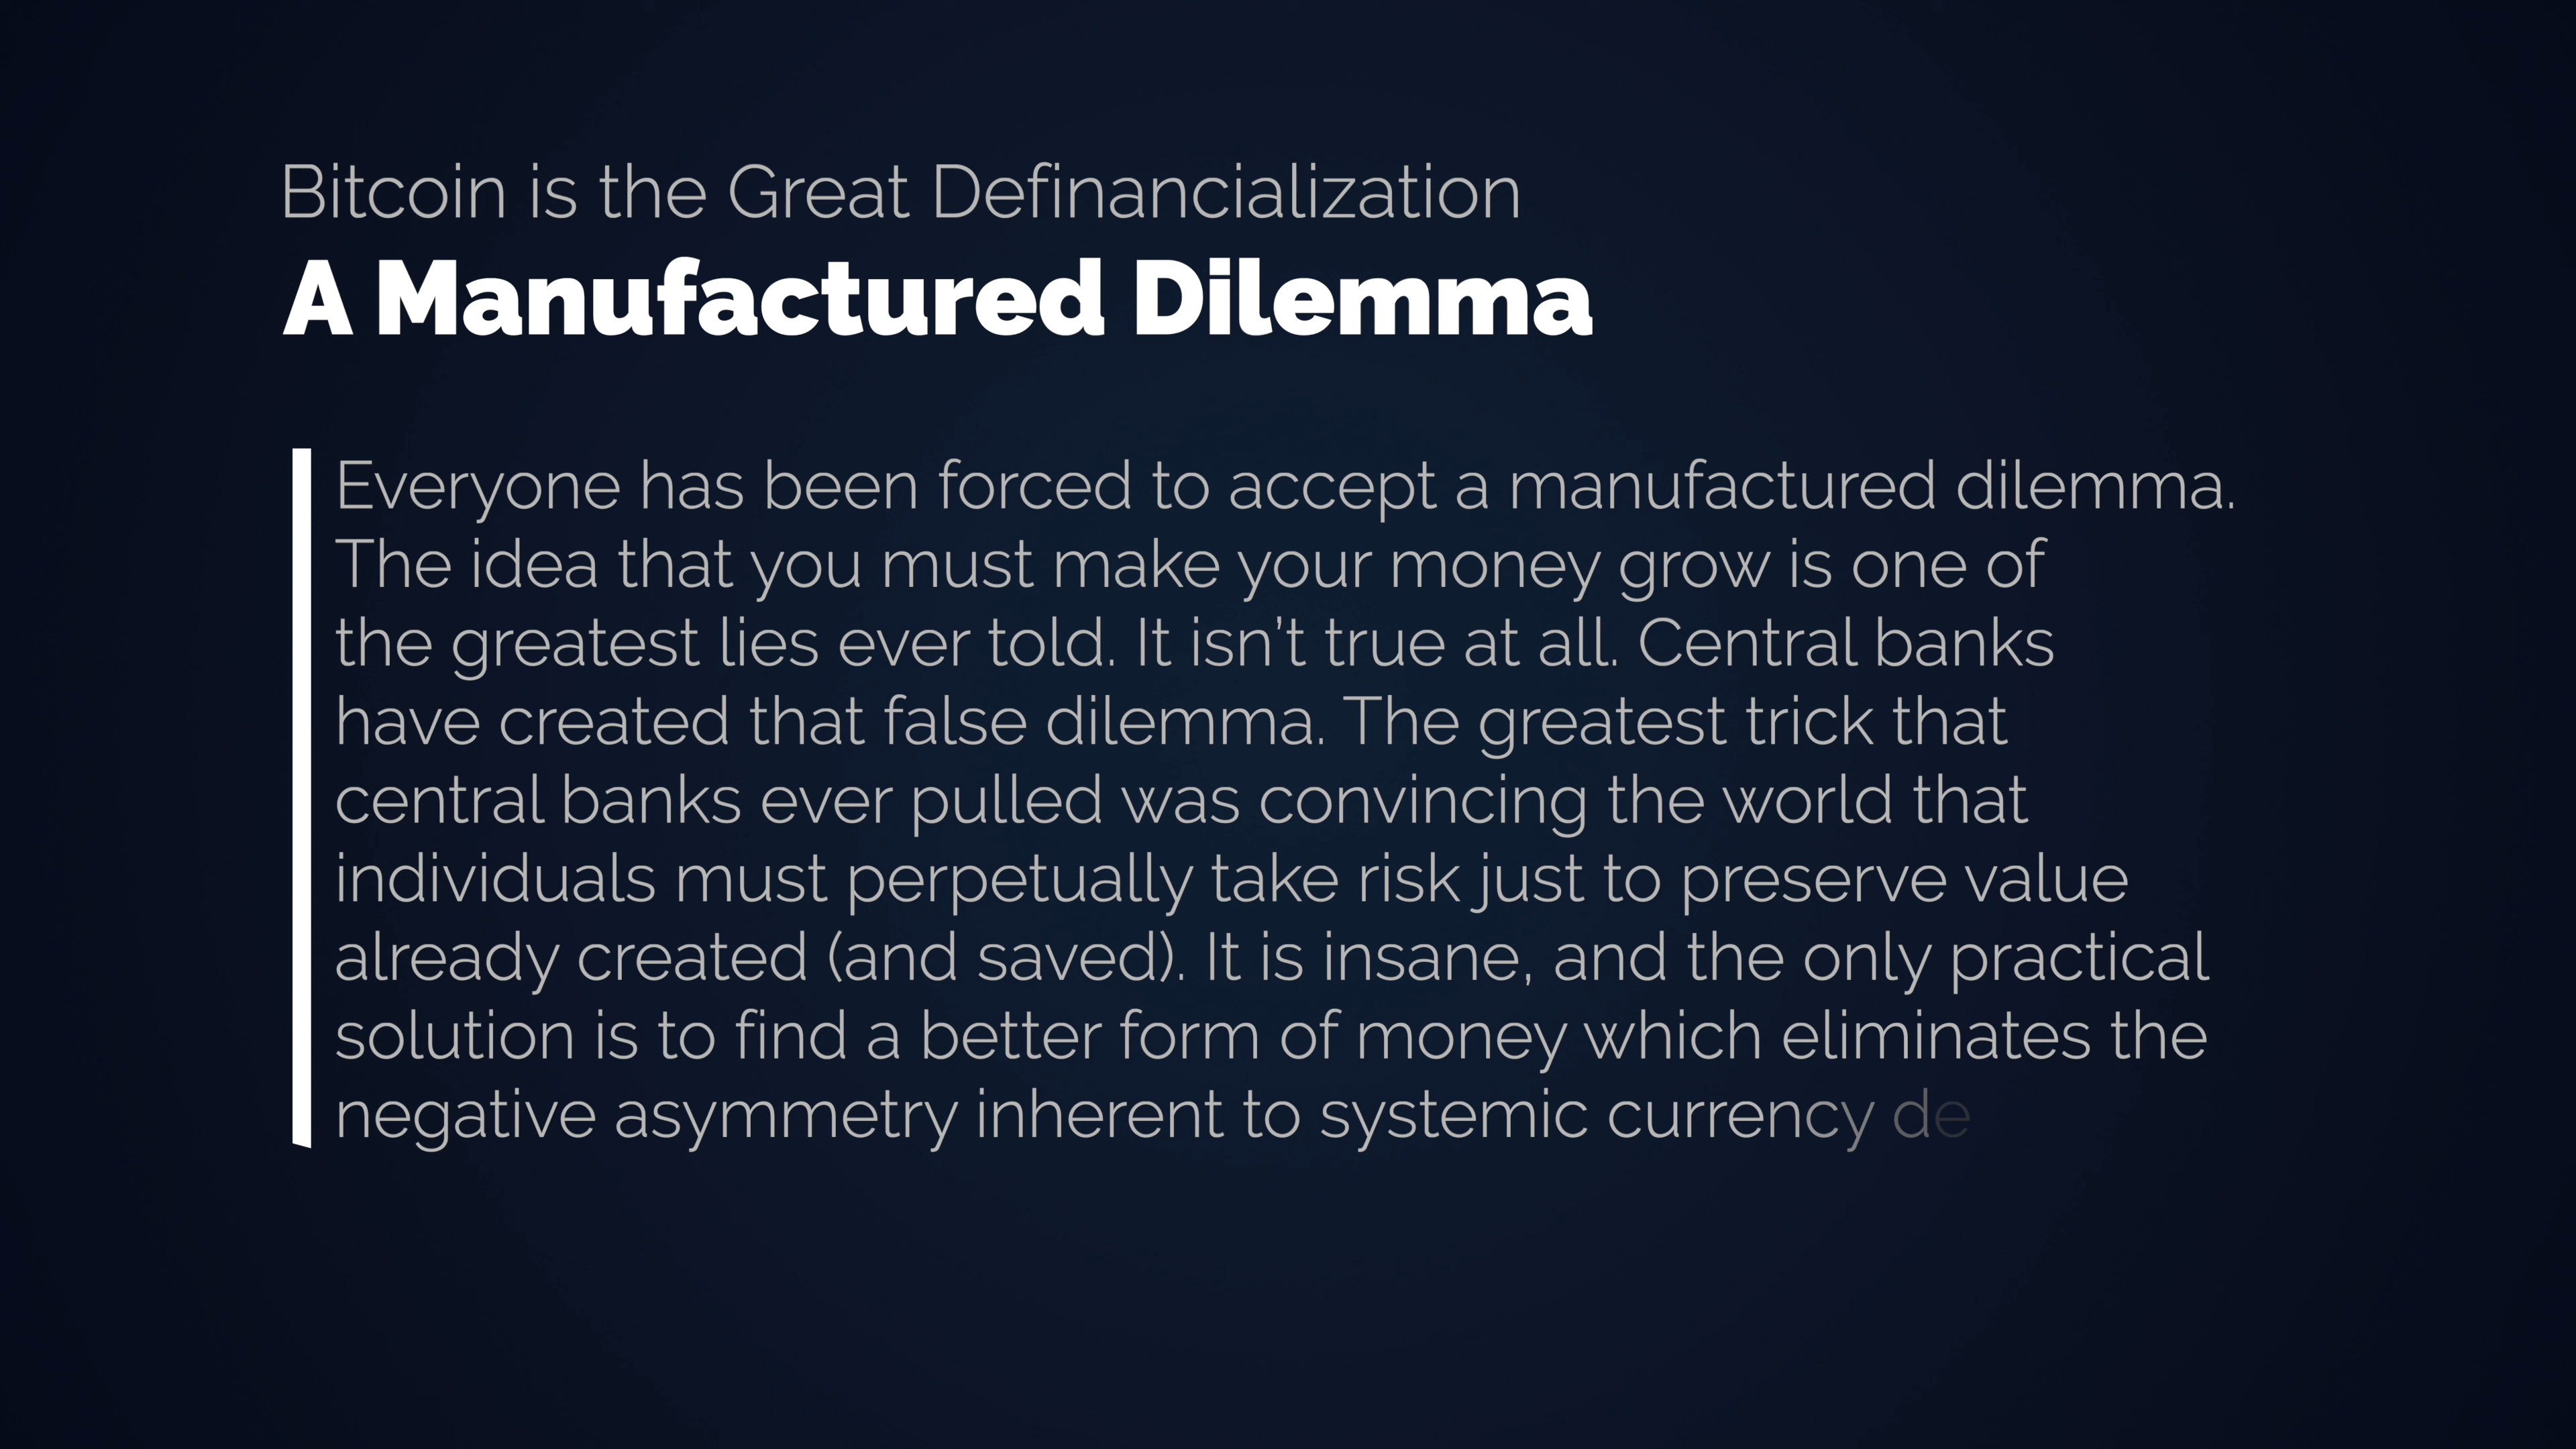 Bitcoin is the Great Definancialization
A Manufactured Dilemma
Everyone has been forced to accept a manufactured dilemma.
The idea that you must make your money grow is one of
the greatest lies ever told. It isn’t true at all. Central banks
have created that false dilemma. The greatest trick that
central banks ever pulled was convincing the world that
individuals must perpetually take risk just to preserve value
already created (and saved). It is insane, and the only practical
solution is to find a better form of money which eliminates the
negative asymmetry inherent to systemic currency de